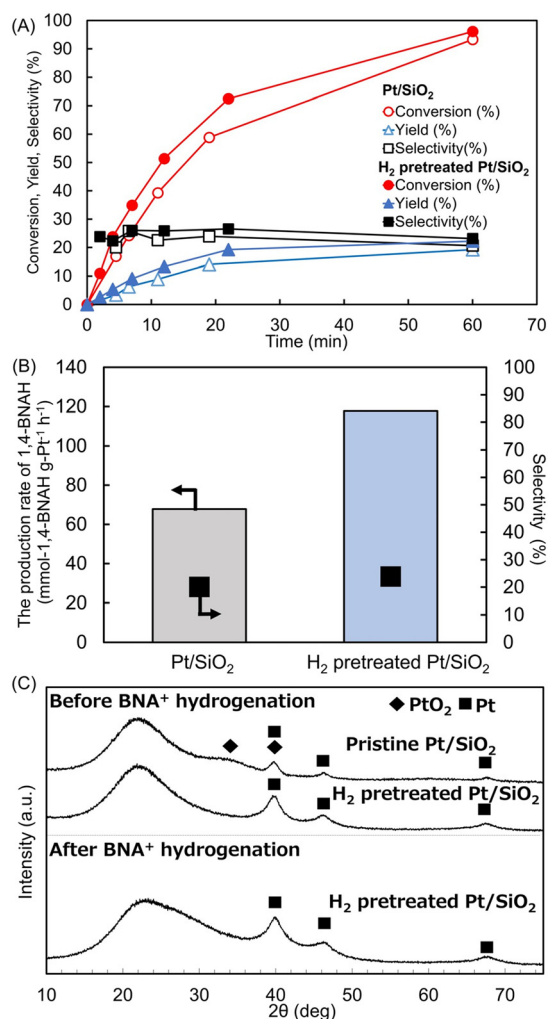 (A)
Conversion, Yield, Selectivity (%)
100
90
80
70
60
50
40
30
20
10
0
Pt/SiO₂
Conversion (%)
Yield (%)
Selectivity(%)
H₂ pretreated Pt/SiO₂
Conversion (%)
Yield (%)
Selectivity(%)
0 10 20 30 40 50 60 70
Time (min)
(B)
The production rate of 1,4-BNAH
(mmol-1,4-BNAH g-Pt⁻¹ h⁻¹)
140
120
100
80
60
40
20
0
100
90
80
70
60
50
40
30
20
10
0
Selectivity (%)
Pt/SiO₂ H₂ pretreated Pt/SiO₂
(C)
Intensity (a.u.)
Before BNA⁺ hydrogenation
◆ PtO₂ ■ Pt
Pristine Pt/SiO₂
H₂ pretreated Pt/SiO₂
After BNA⁺ hydrogenation
H₂ pretreated Pt/SiO₂
10 20 30 40 50 60 70
2θ (deg)